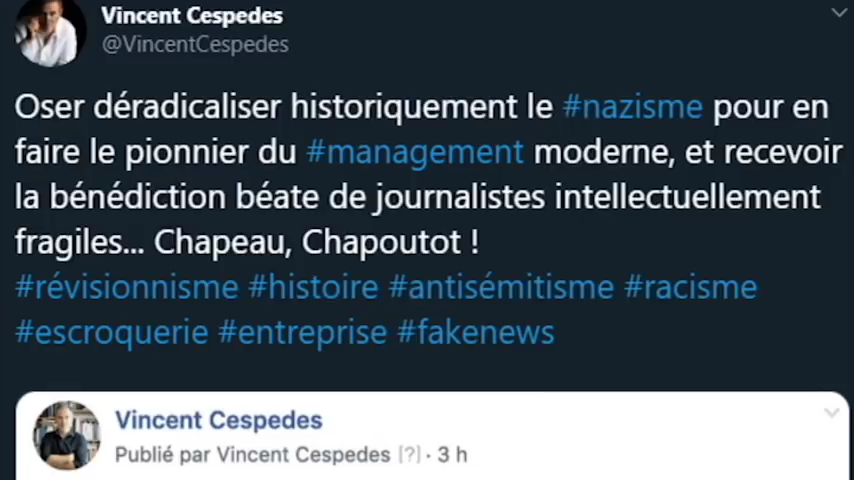 Vincent Cespedes
@VincentCespedes
Oser déradicaliser historiquement le #nazisme pour en
faire le pionnier du #management moderne, et recevoir
la bénédiction béate de journalistes intellectuellement
fragiles... Chapeau, Chapoutot !
#révisionnisme #histoire #antisémitisme #racisme
#escroquerie #entreprise #fakenews
Vincent Cespedes
Publié par Vincent Cespedes [?] · 3 h